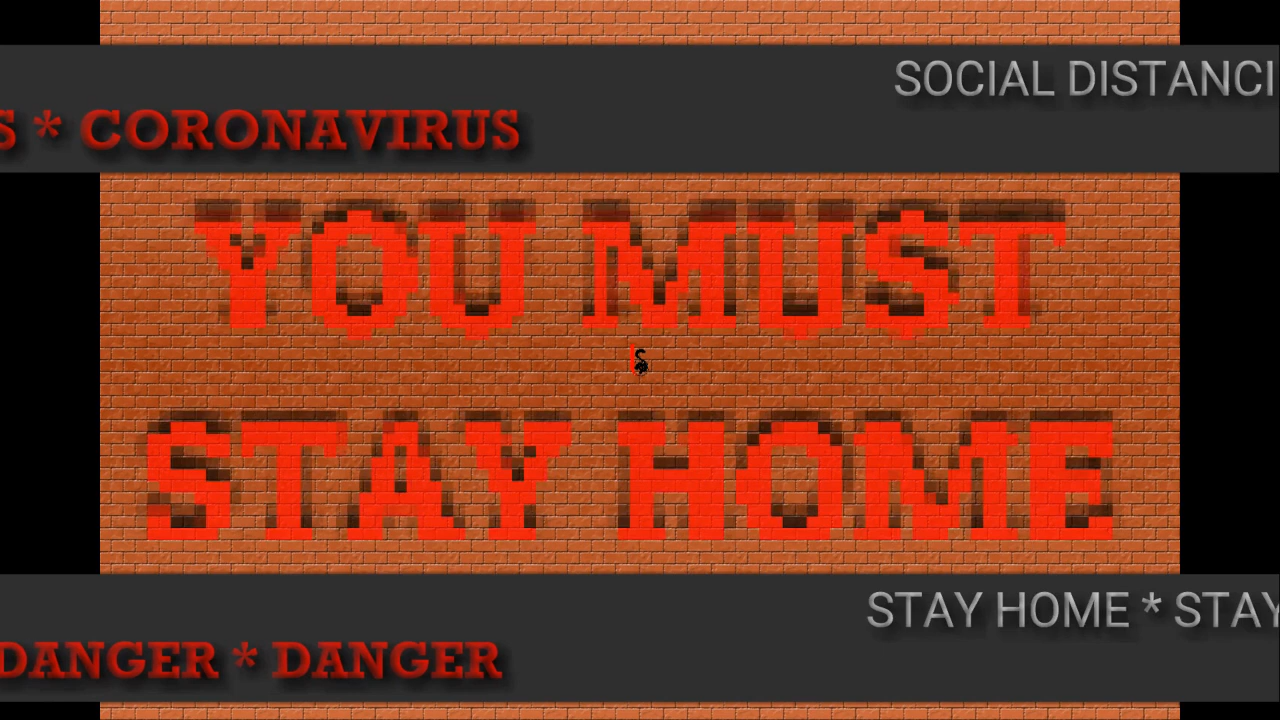 SOCIAL DISTANCI
S * CORONAVIRUS
YOU MUST
STAY HOME
STAY HOME * STAY
DANGER * DANGER